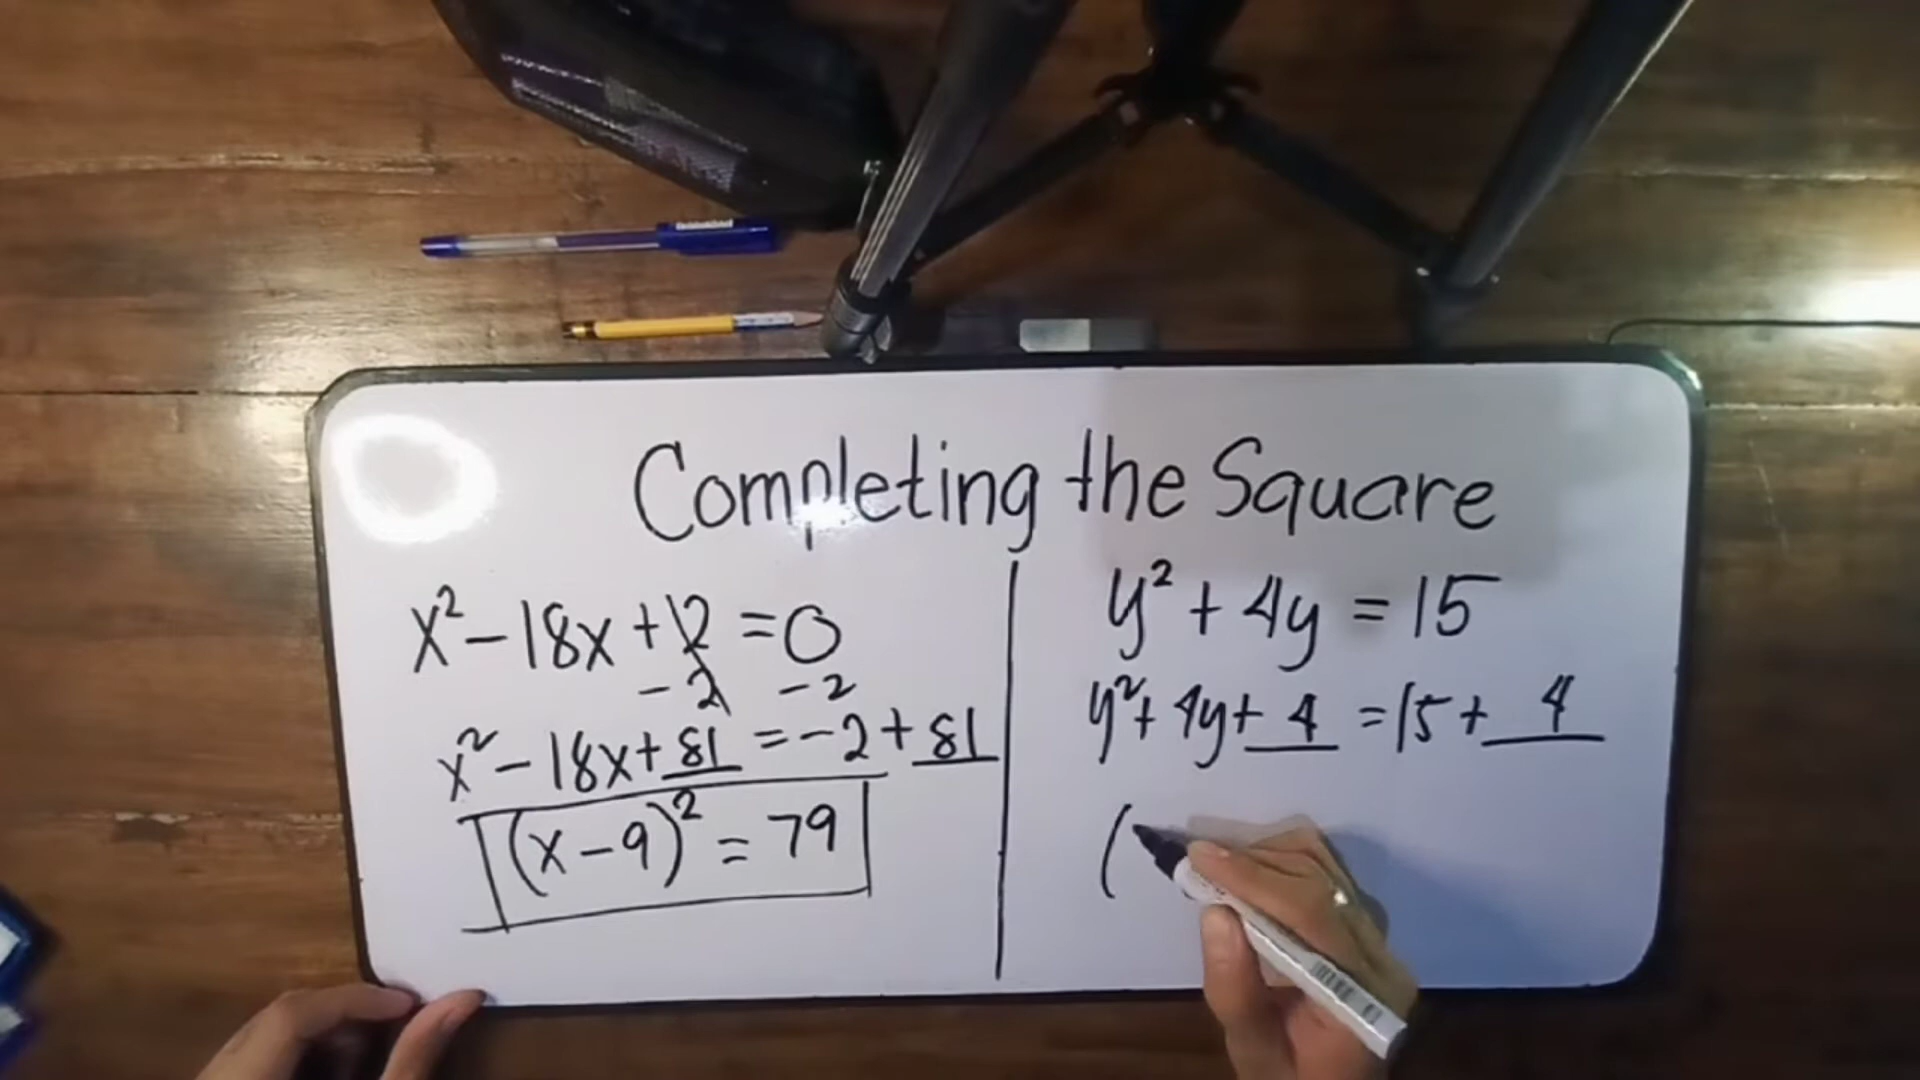 Completing the Square
x² - 18x + 12 = 0
- 2 - 2
x² - 18x + 81 = -2 + 81
(x - 9)² = 79
y² + 4y = 15
y² + 4y + 4 = 15 + 4
(